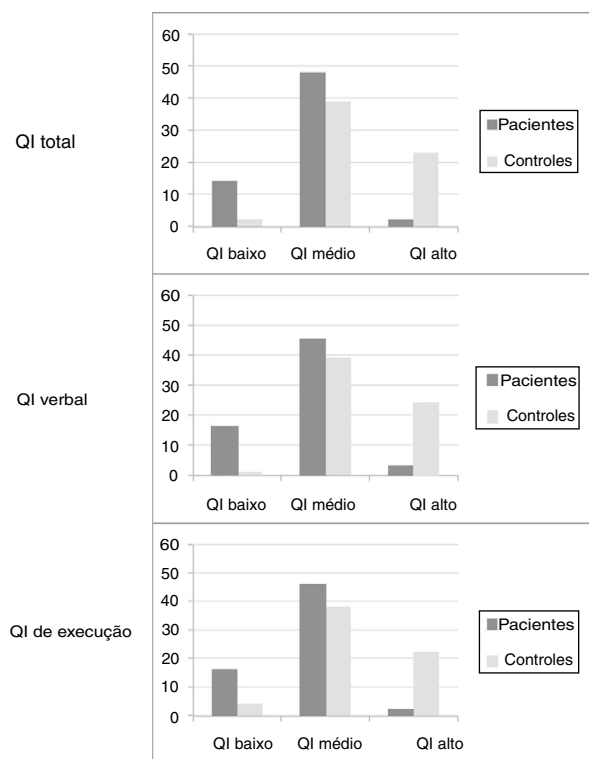 QI total
60
50
40
30
20
10
0
QI baixo QI médio QI alto
Pacientes
Controles
QI verbal
60
50
40
30
20
10
0
QI baixo QI médio QI alto
Pacientes
Controles
QI de execução
60
50
40
30
20
10
0
QI baixo QI médio QI alto
Pacientes
Controles